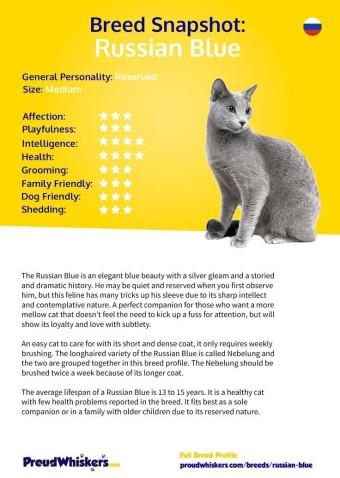 Breed Snapshot:
Russian Blue
General Personality: Reserved
Size: Medium
Affection:
Playfulness:
Intelligence:
Health:
Grooming:
Family Friendly:
Dog Friendly:
Shedding:
The Russian Blue is an elegant blue beauty with a silver gleam and a storied
and dramatic history. He may be quiet and reserved when you first observe
him, but this feline has many tricks up his sleeve due to its sharp intellect
and contemplative nature. A perfect companion for those who want a more
mellow cat that doesn't feel the need to kick up a fuss for attention, but will
show its loyalty and love with subtlety.
An easy cat to care for with its short and dense coat, it only requires weekly
brushing. The longhaired variety of the Russian Blue is called Nebelung and
the two are grouped together in this breed profile. The Nebelung should be
brushed twice a week because of its longer coat.
The average lifespan of a Russian Blue is 13 to 15 years. It is a healthy cat
with few health problems reported in the breed. It fits best as a sole
companion or in a family with older children due to its reserved nature.
ProudWhiskers.com
Full Breed Profile
proudwhiskers.com/breeds/russian-blue